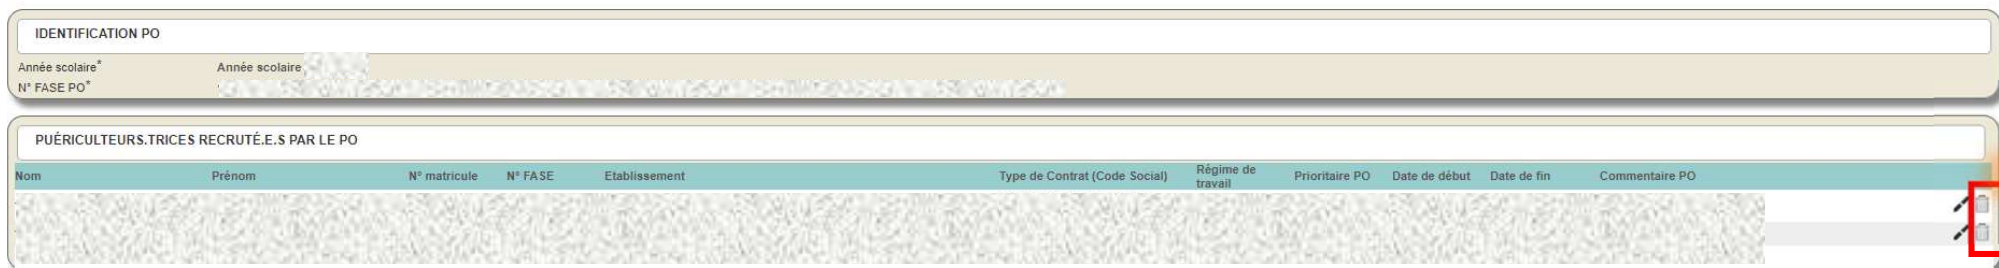 IDENTIFICATION PO
Année scolaire* Année scolaire
N° FASE PO*
PUÉRICULTEURS.TRICES RECRUTÉ.E.S PAR LE PO
Nom Prénom N° matricule N° FASE Etablissement Type de Contrat (Code Social) Régime de travail Prioritaire PO Date de début Date de fin Commentaire PO